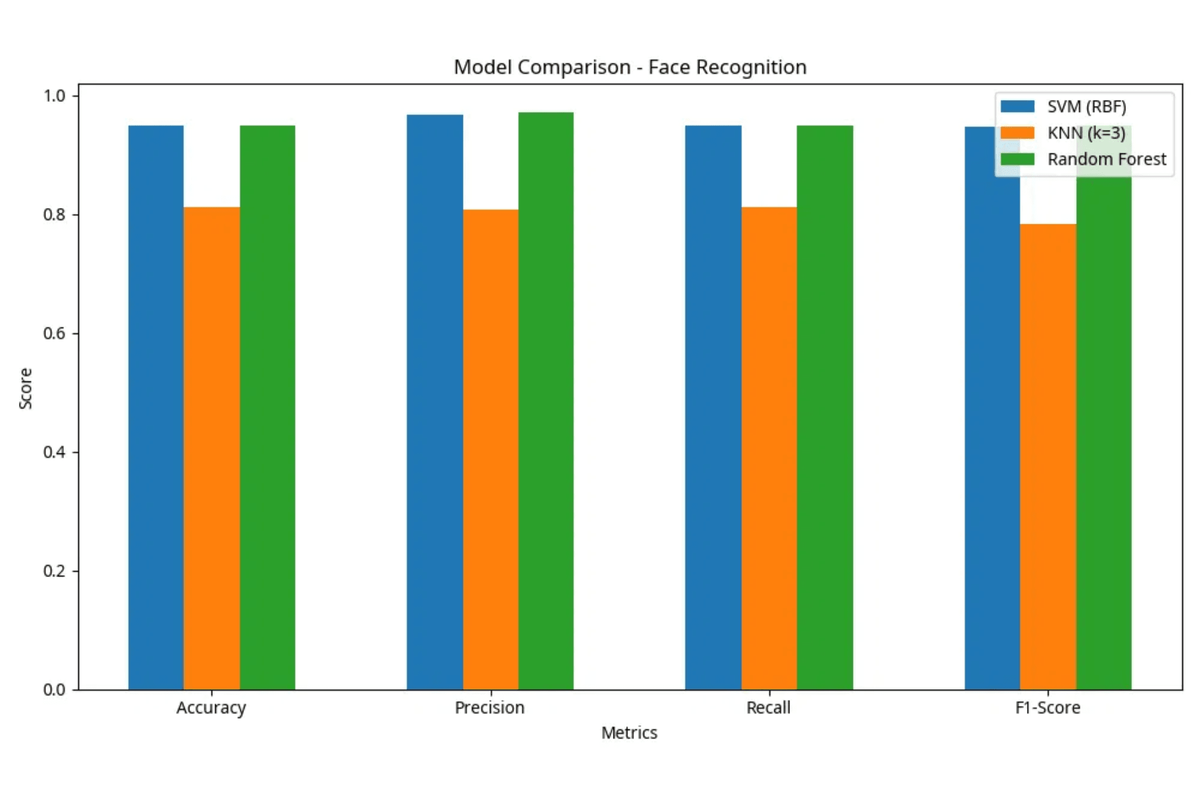 Model Comparison - Face Recognition
SVM (RBF)
KNN (k=3)
Random Forest
1.0
0.8
0.6
0.4
0.2
0.0
Score
Accuracy
Precision
Recall
F1-Score
Metrics